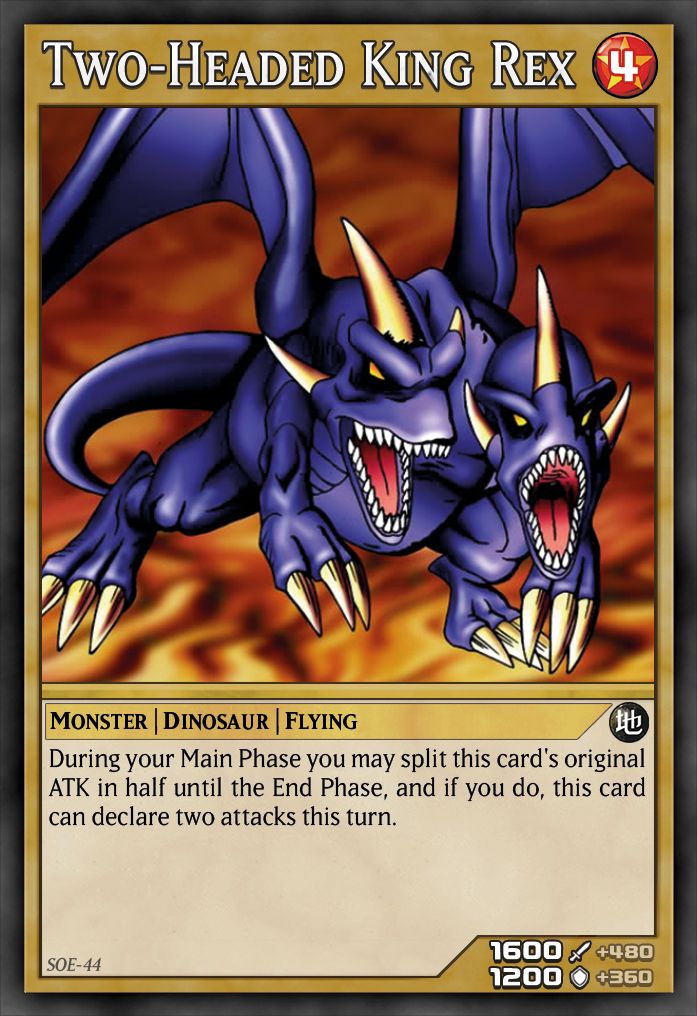 Two-Headed King Rex 4
Monster | Dinosaur | Flying
During your Main Phase you may split this card's original
ATK in half until the End Phase, and if you do, this card
can declare two attacks this turn.
1600 +480
SOE-44 1200 +360